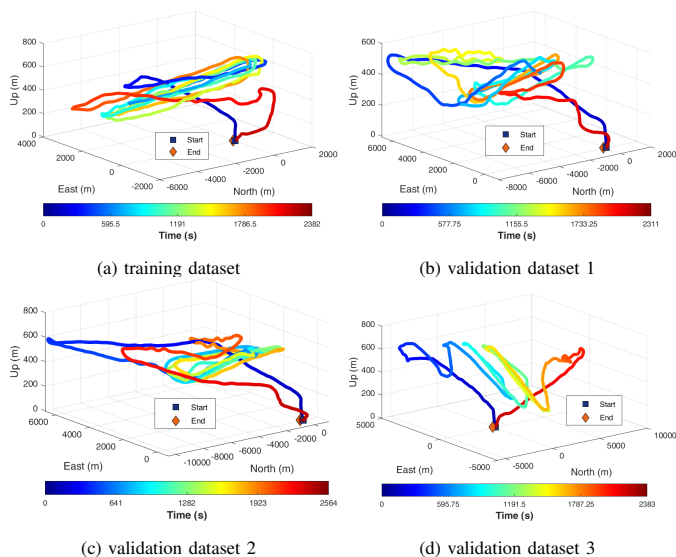 800
600
400
200
0
Up (m)
4000
2000
0
-2000
East (m)
-8000
-6000
-4000
-2000
0
2000
North (m)
Start
End
0
595.5
1191
1786.5
2382
Time (s)
(a) training dataset
600
400
200
0
Up (m)
6000
4000
2000
0
East (m)
-8000
-6000
-4000
-2000
0
2000
North (m)
Start
End
0
577.75
1155.5
1733.25
2311
Time (s)
(b) validation dataset 1
800
600
400
200
0
Up (m)
6000
4000
2000
0
East (m)
-10000
-8000
-6000
-4000
-2000
0
North (m)
Start
End
0
641
1282
1923
2564
Time (s)
(c) validation dataset 2
800
600
400
200
0
Up (m)
5000
0
-5000
East (m)
-5000
0
5000
10000
North (m)
Start
End
0
595.75
1191.5
1787.25
2383
Time (s)
(d) validation dataset 3